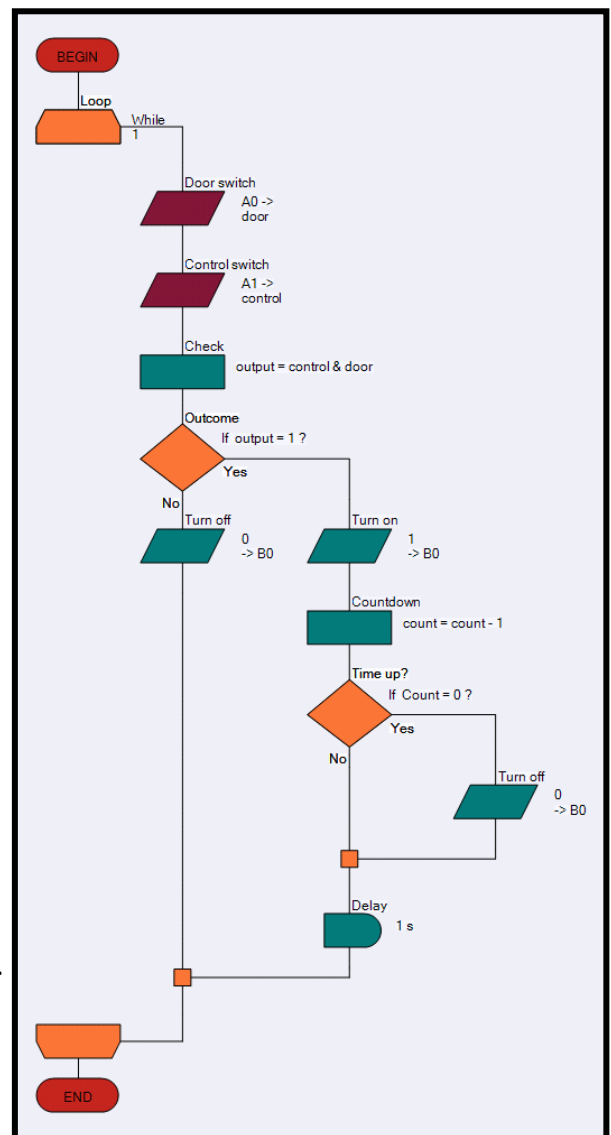 BEGIN
Loop
While
1
Door switch
A0 ->
door
Control switch
A1 ->
control
Check
output = control & door
Outcome
If output = 1 ?
Yes
No
Turn off
0
-> B0
Turn on
1
-> B0
Countdown
count = count - 1
Time up?
If Count = 0 ?
Yes
No
Turn off
0
-> B0
Delay
1 s
END